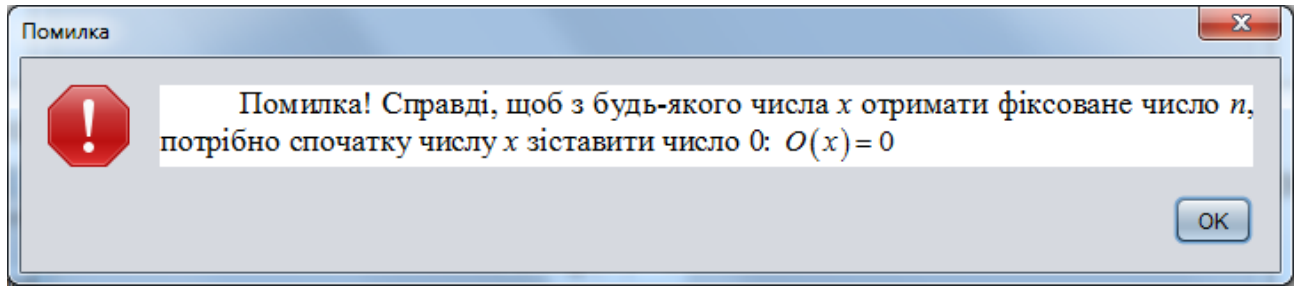 Помилка
Помилка! Справді, щоб з будь-якого числа x отримати фіксоване число n,
потрібно спочатку числу x зіставити число 0: O(x)=0
OK